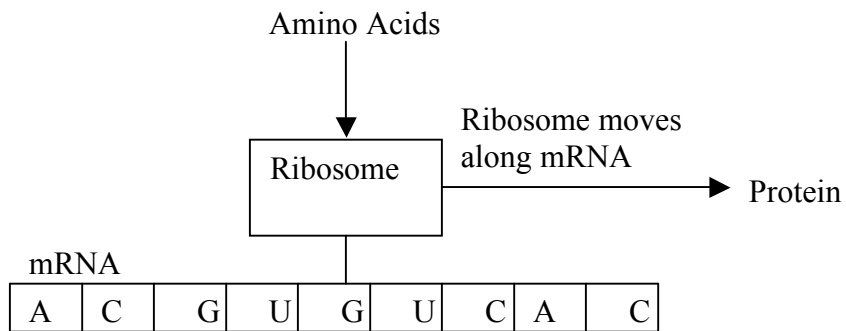 Amino Acids
Ribosome moves
along mRNA
Ribosome
Protein
mRNA
A C G U G U C A C